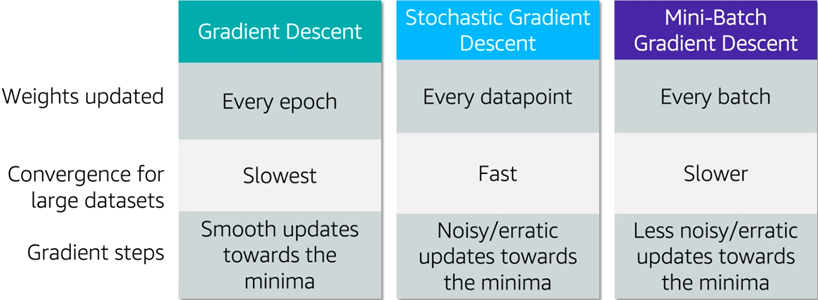 Gradient Descent
Stochastic Gradient
Descent
Mini-Batch
Gradient Descent
Weights updated
Every epoch
Every datapoint
Every batch
Convergence for
large datasets
Slowest
Fast
Slower
Gradient steps
Smooth updates
towards the
minima
Noisy/erratic
updates towards
the minima
Less noisy/erratic
updates towards
the minima